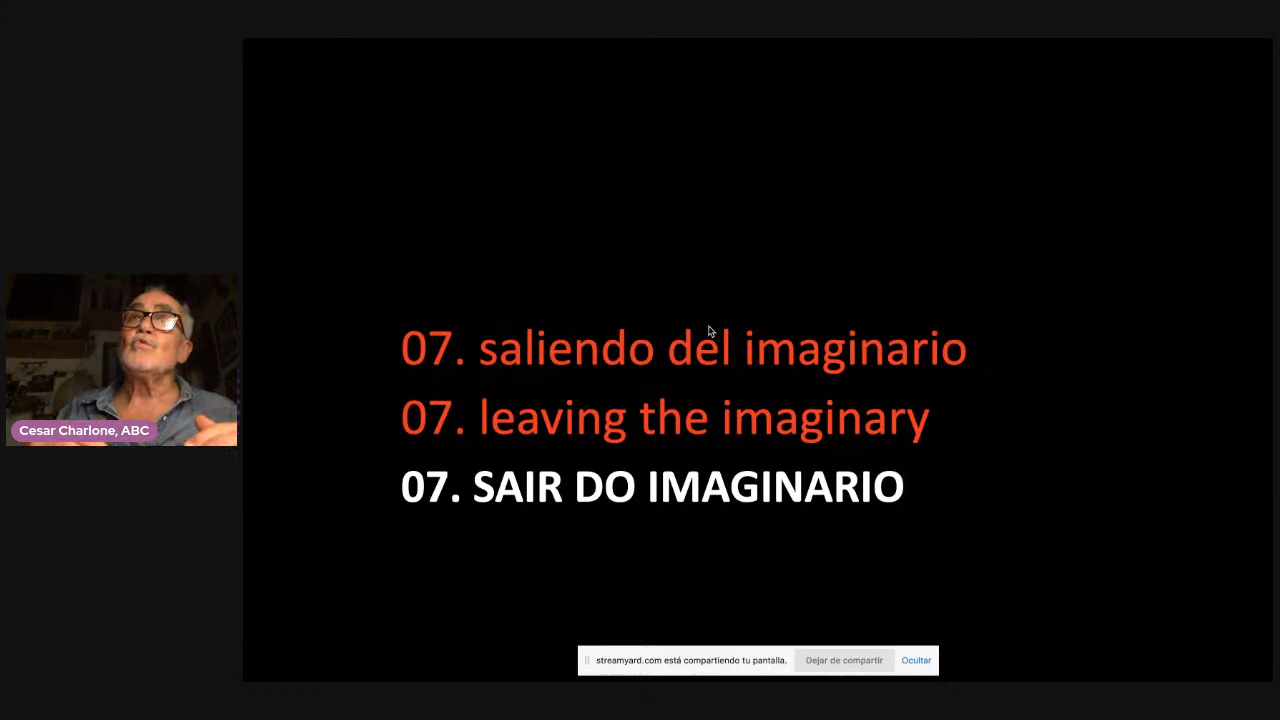 07. saliendo del imaginario
07. leaving the imaginary
07. SAIR DO IMAGINARIO
Cesar Charlone, ABC
streamyard.com está compartiendo tu pantalla. Dejar de compartir Ocultar